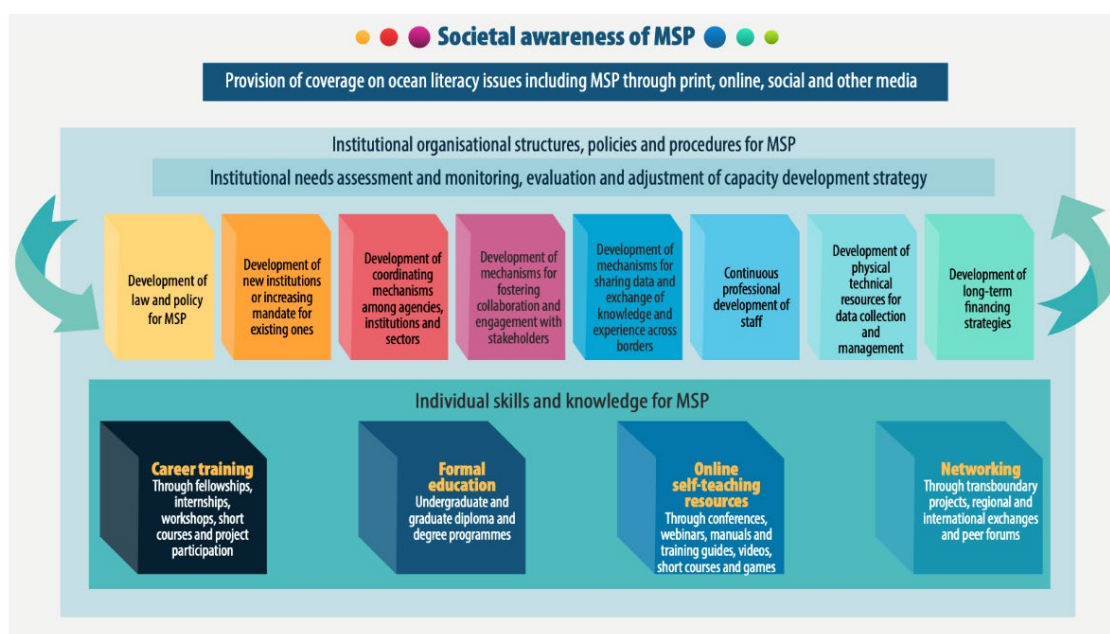 Societal awareness of MSP
Provision of coverage on ocean literacy issues including MSP through print, online, social and other media
Institutional organisational structures, policies and procedures for MSP
Institutional needs assessment and monitoring, evaluation and adjustment of capacity development strategy
Development of
law and policy
for MSP
Development of
new institutions
or increasing
mandate for
existing ones
Development of
coordinating
mechanisms
among agencies,
institutions and
sectors
Development of
mechanisms for
fostering
collaboration and
engagement with
stakeholders
Development of
mechanisms for
sharing data and
exchange of
knowledge and
experience across
borders
Continuous
professional
development of
staff
Development of
physical
technical
resources for
data collection
and
management
Development of
long-term
financing
strategies
Individual skills and knowledge for MSP
Career training
Through fellowships,
internships,
workshops, short
courses and project
participation
Formal
education
Undergraduate and
graduate diploma and
degree programmes
Online
self-teaching
resources
Through conferences,
webinars, manuals and
training guides, videos,
short courses and games
Networking
Through transboundary
projects, regional and
international exchanges
and peer forums